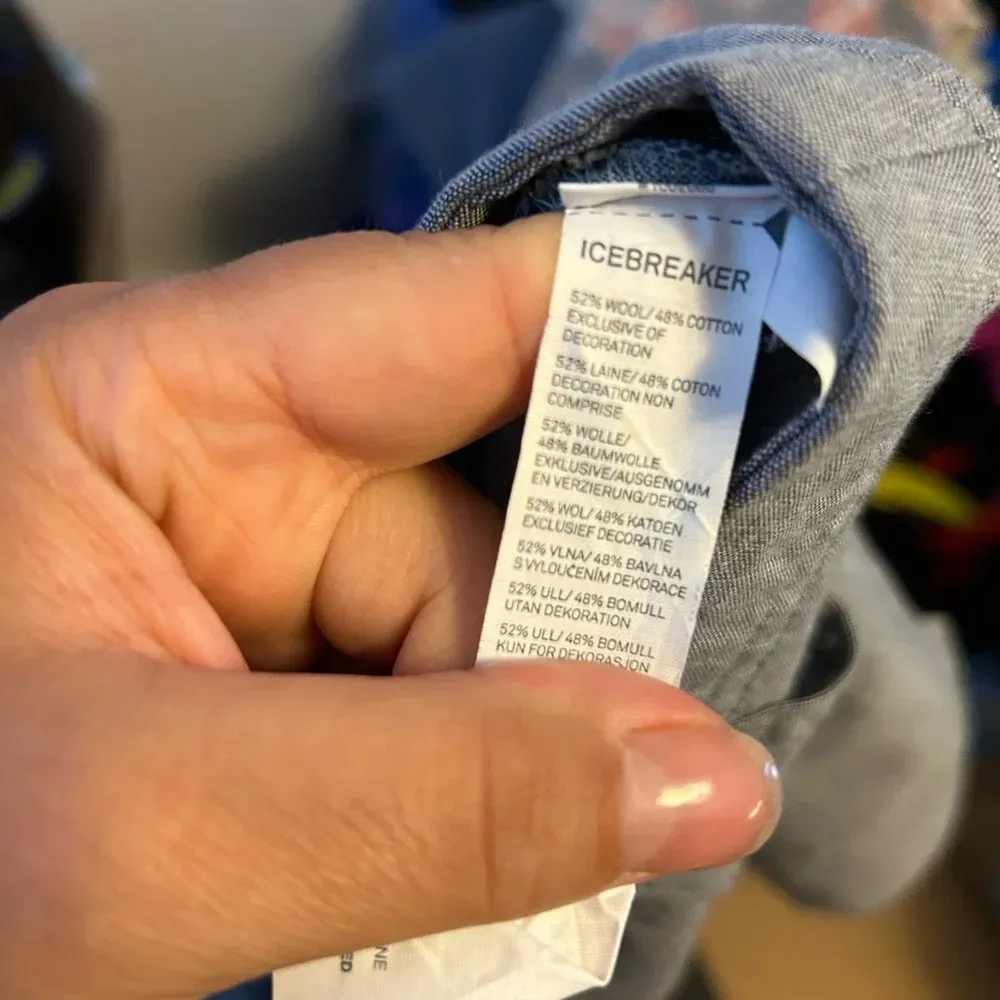 ICEBREAKER
52% WOOL/ 48% COTTON
EXCLUSIVE OF
DECORATION
52% LAINE/ 48% COTON
DECORATION NON
COMPRISE
52% WOLLE/
48% BAUMWOLLE
EXKLUSIVE/AUSGENOMM
EN VERZIERUNG/DEKOR
52% WOL/ 48% KATOEN
EXCLUSIEF DECORATIE
52% VLNA/ 48% BAVLNA
S VYLOUČENÍM DEKORACE
52% ULL/ 48% BOMULL
UTAN DEKORATION
52% ULL/ 48% BOMULL
KUN FOR DEKORASJON
NE
ED